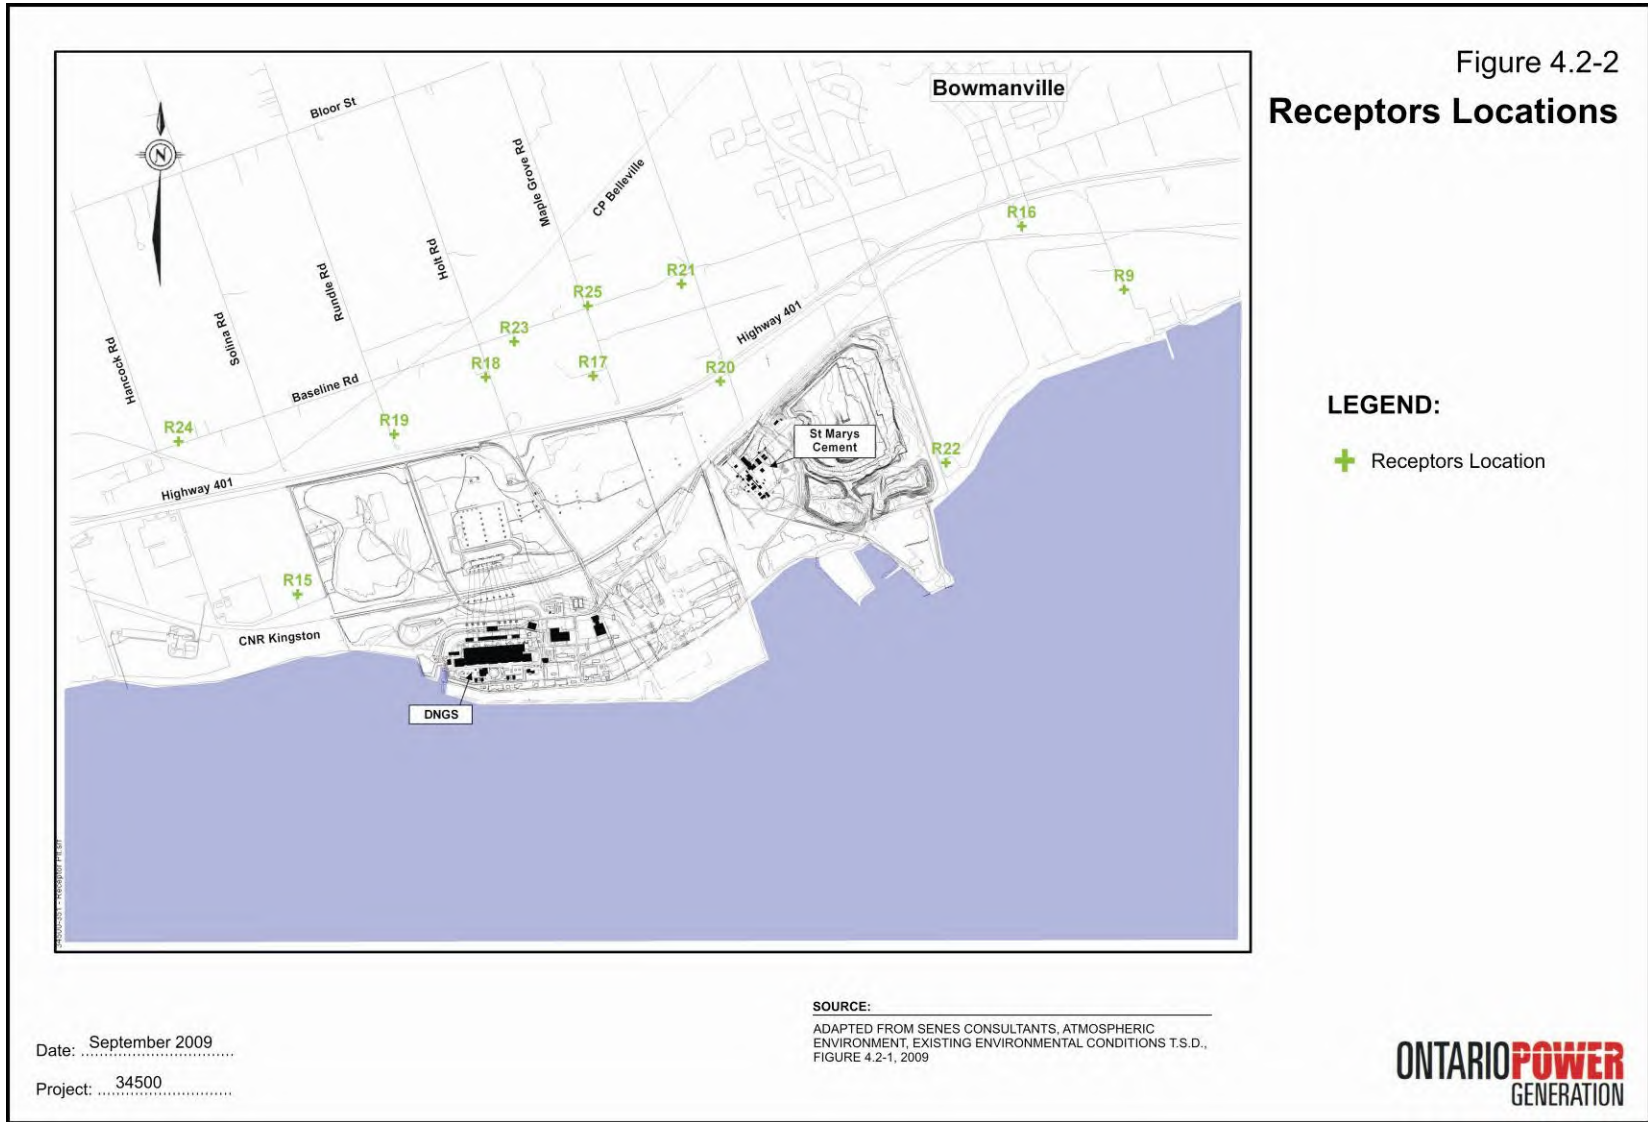 Figure 4.2-2
Receptors Locations
Bowmanville
Bloor St
N
Maple Grove Rd
CP Belleville
Holt Rd
Rundle Rd
Solina Rd
Hancock Rd
R16
R9
R21
R25
R23
Highway 401
R18
R17
R20
Baseline Rd
R24
R19
St Marys
Cement
R22
Highway 401
R15
CNR Kingston
DNGS
LEGEND:
Receptors Location
SOURCE:
ADAPTED FROM SENES CONSULTANTS, ATMOSPHERIC
ENVIRONMENT, EXISTING ENVIRONMENTAL CONDITIONS T.S.D.,
FIGURE 4.2-1, 2009
Date: September 2009
Project: 34500
ONTARIOPOWER
GENERATION